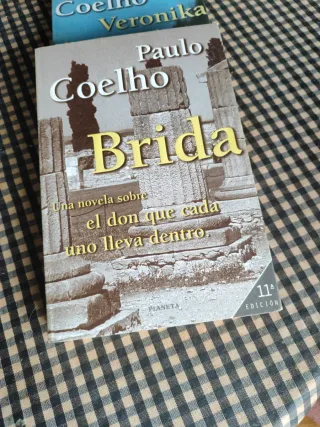 Coelho
Veronika
Paulo
Coelho
Brida
Una novela sobre
el don que cada
uno lleva dentro.
PLANETA
11ª
EDICIÓN